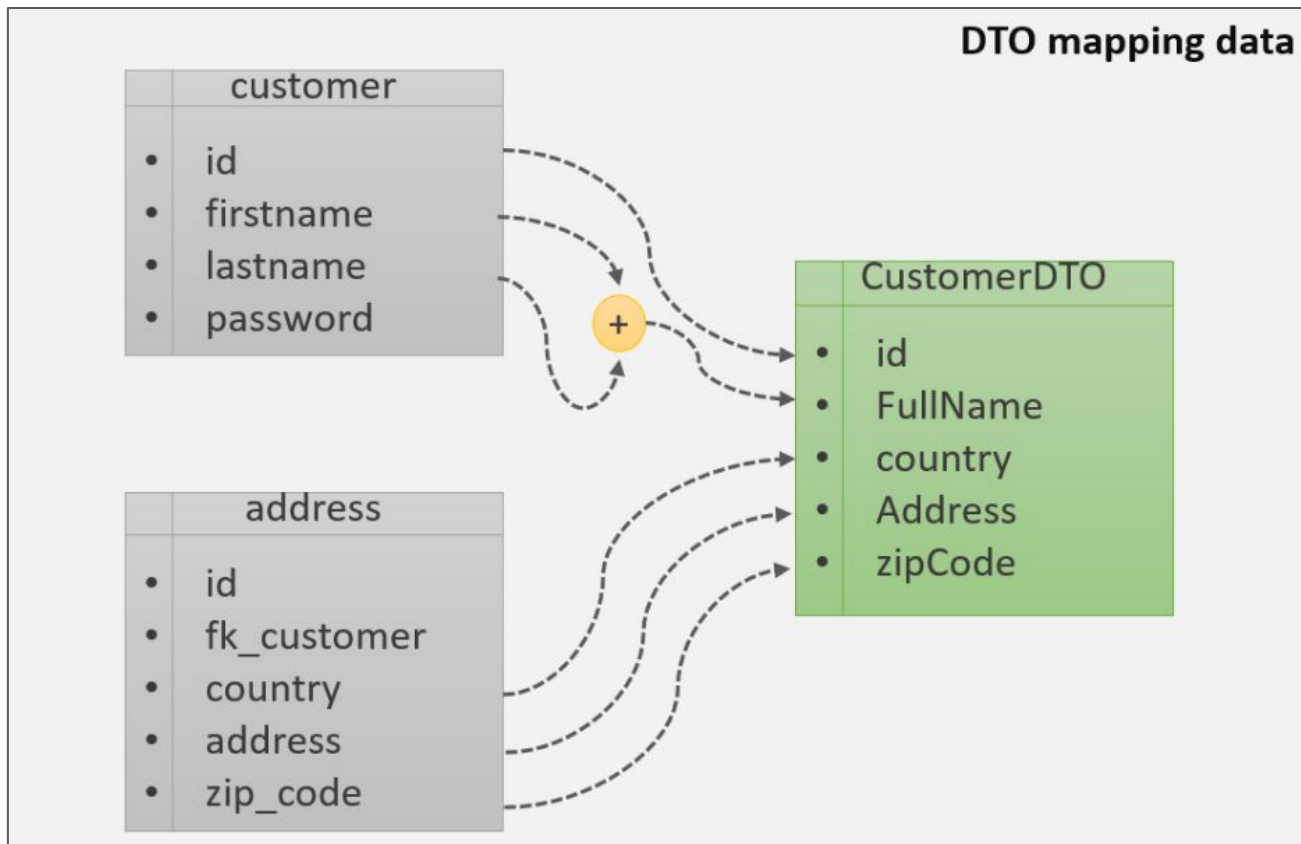 DTO mapping data
customer
• id
• firstname
• lastname
• password
+
CustomerDTO
• id
• FullName
• country
• Address
• zipCode
address
• id
• fk_customer
• country
• address
• zip_code